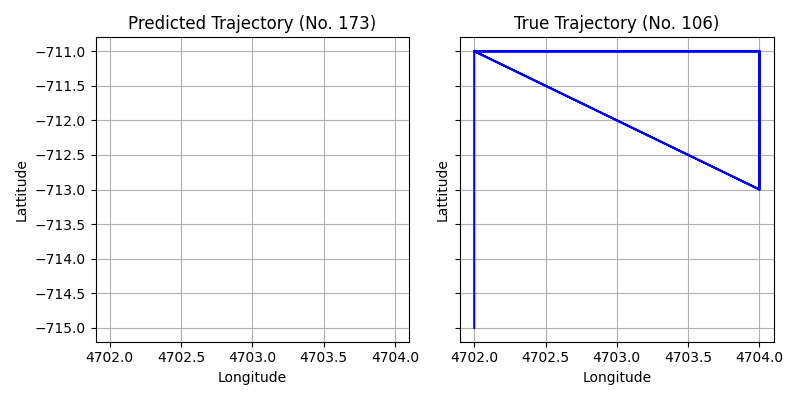 Predicted Trajectory (No. 173)
−711.0
−711.5
−712.0
−712.5
−713.0
−713.5
−714.0
−714.5
−715.0
Lattitude
4702.0 4702.5 4703.0 4703.5 4704.0
Longitude
True Trajectory (No. 106)
Lattitude
4702.0 4702.5 4703.0 4703.5 4704.0
Longitude